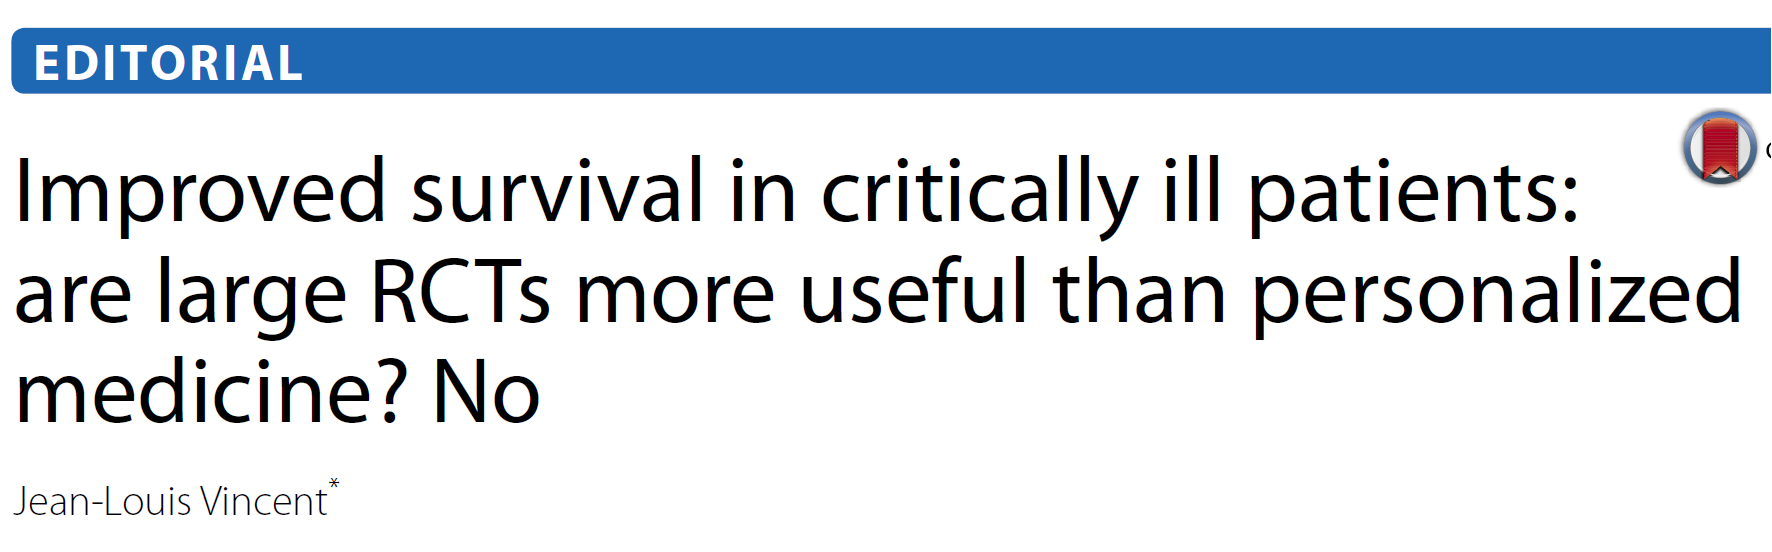 EDITORIAL
Improved survival in critically ill patients:
are large RCTs more useful than personalized
medicine? No
Jean-Louis Vincent*